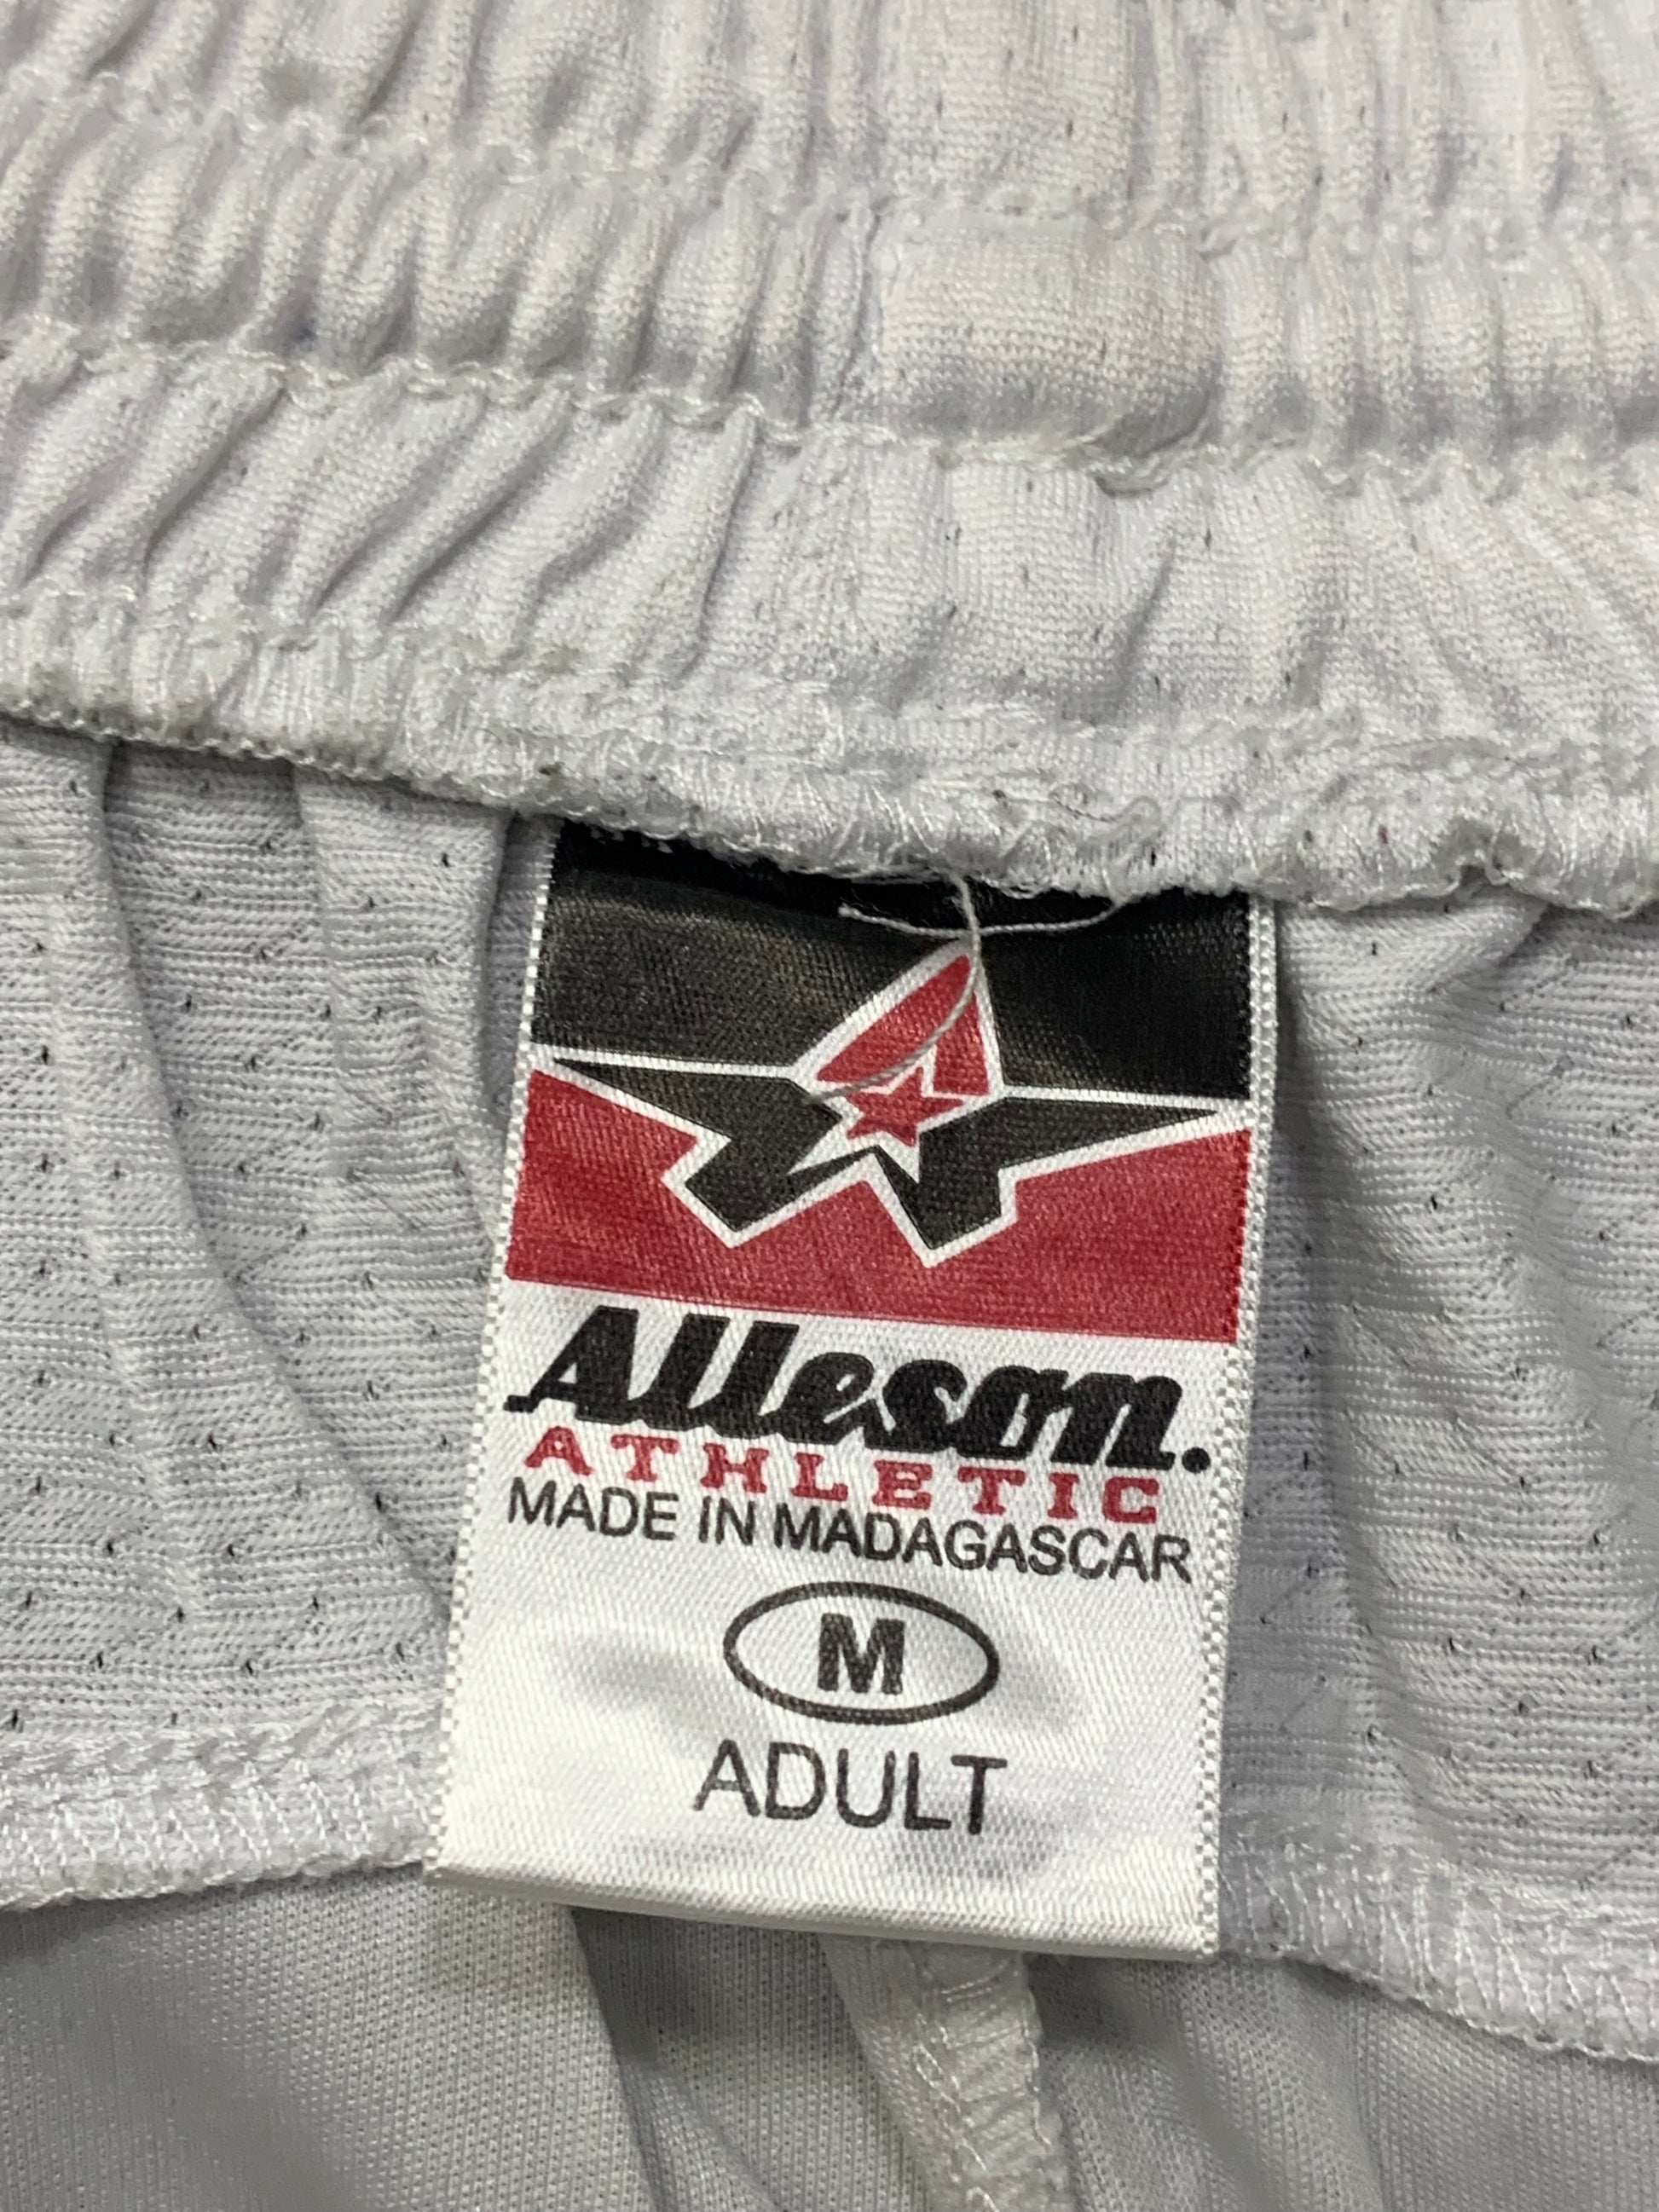 Alleson.
ATHLETIC
MADE IN MADAGASCAR
M
ADULT